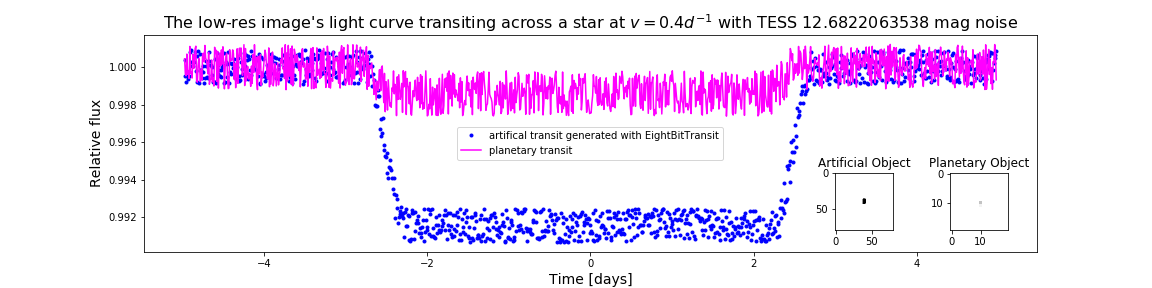 The low-res image's light curve transiting across a star at v = 0.4d⁻¹ with TESS 12.6822063538 mag noise
Relative flux
1.000
0.998
0.996
0.994
0.992
artifical transit generated with EightBitTransit
planetary transit
Artificial Object
0
50
0 50
Planetary Object
0
10
0 10
−4 −2 0 2 4
Time [days]